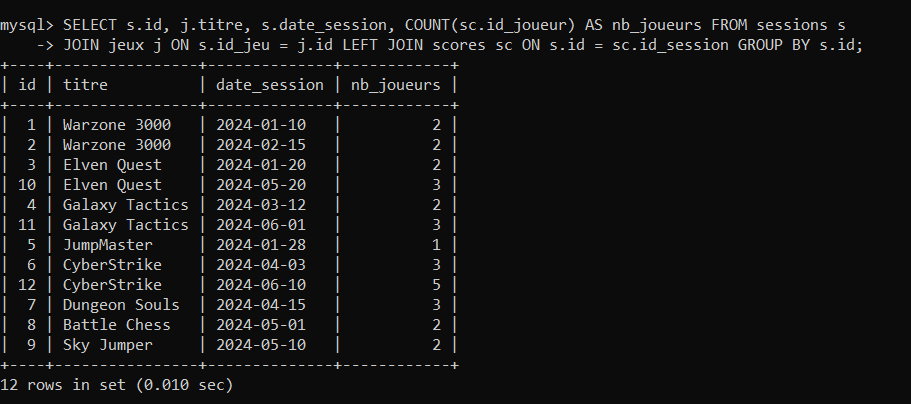 mysql> SELECT s.id, j.titre, s.date_session, COUNT(sc.id_joueur) AS nb_joueurs FROM sessions s
    -> JOIN jeux j ON s.id_jeu = j.id LEFT JOIN scores sc ON s.id = sc.id_session GROUP BY s.id;
+----+----------------+--------------+------------+
| id | titre          | date_session | nb_joueurs |
+----+----------------+--------------+------------+
|  1 | Warzone 3000   | 2024-01-10   |          2 |
|  2 | Warzone 3000   | 2024-02-15   |          2 |
|  3 | Elven Quest    | 2024-01-20   |          2 |
| 10 | Elven Quest    | 2024-05-20   |          3 |
|  4 | Galaxy Tactics | 2024-03-12   |          2 |
| 11 | Galaxy Tactics | 2024-06-01   |          3 |
|  5 | JumpMaster     | 2024-01-28   |          1 |
|  6 | CyberStrike    | 2024-04-03   |          3 |
| 12 | CyberStrike    | 2024-06-10   |          5 |
|  7 | Dungeon Souls  | 2024-04-15   |          3 |
|  8 | Battle Chess   | 2024-05-01   |          2 |
|  9 | Sky Jumper     | 2024-05-10   |          2 |
+----+----------------+--------------+------------+
12 rows in set (0.010 sec)